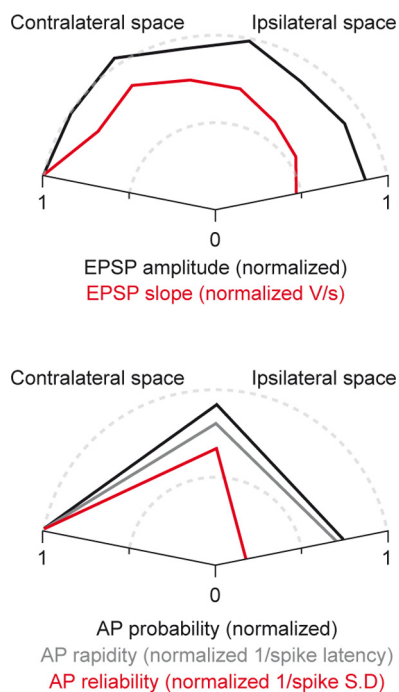 Contralateral space Ipsilateral space
1 1
0
EPSP amplitude (normalized)
EPSP slope (normalized V/s)
Contralateral space Ipsilateral space
1 1
0
AP probability (normalized)
AP rapidity (normalized 1/spike latency)
AP reliability (normalized 1/spike S.D)